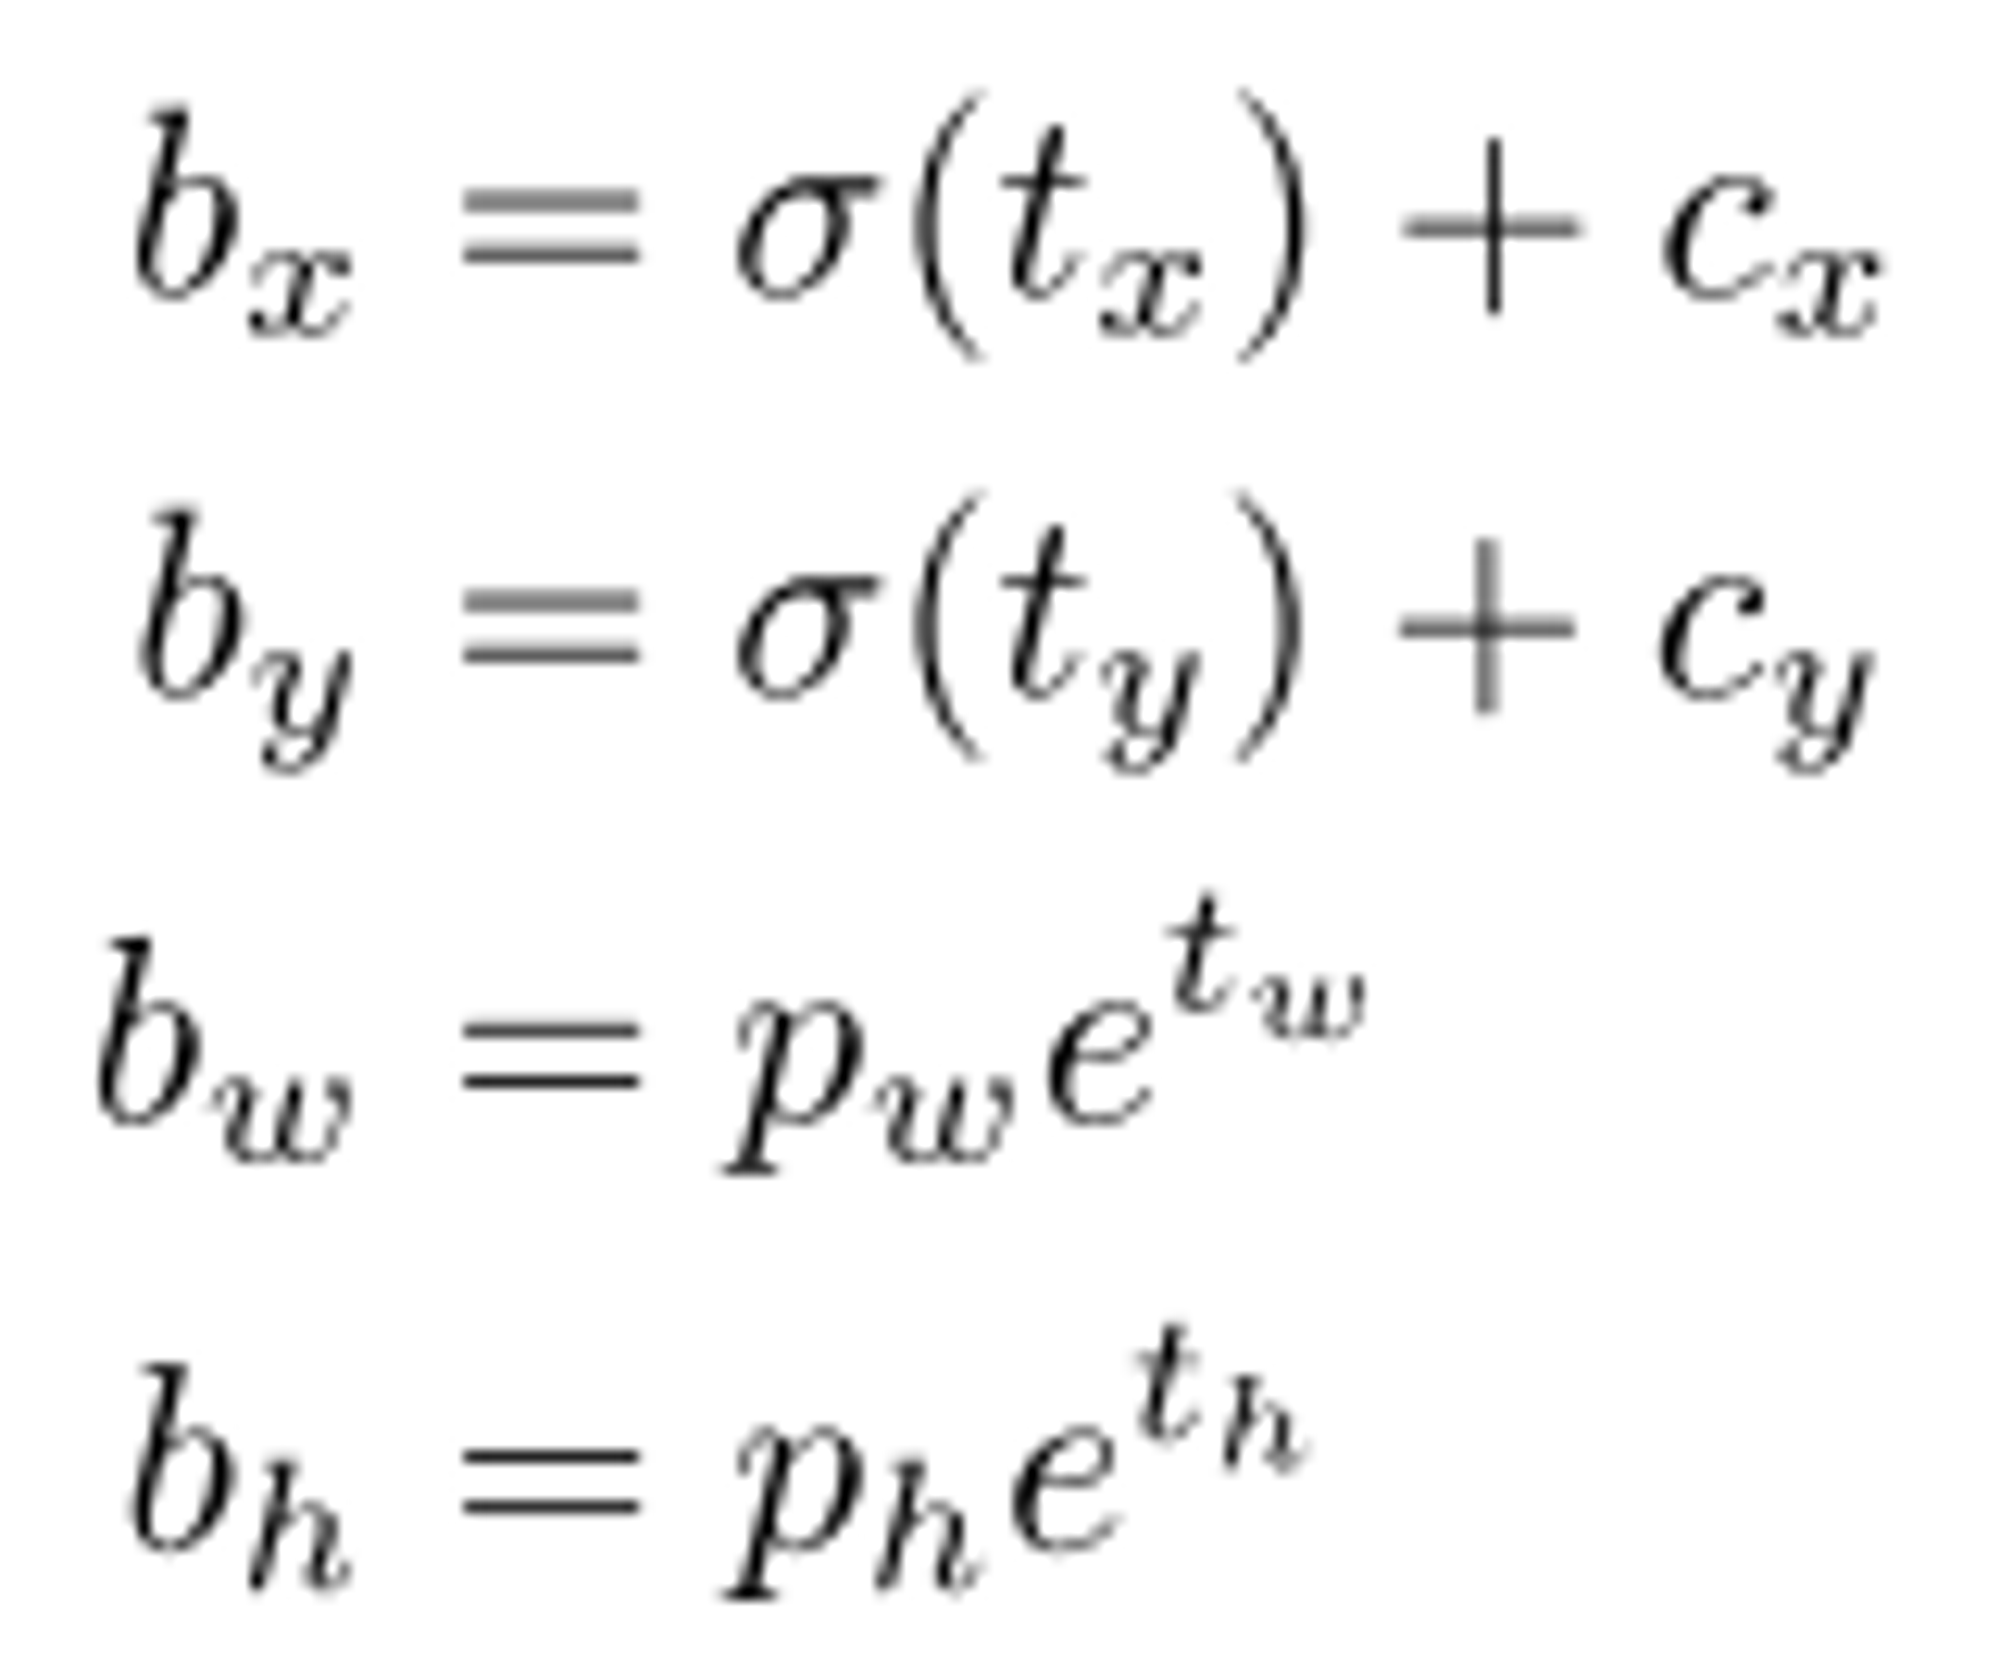 b_x = σ(t_x) + c_x
b_y = σ(t_y) + c_y
b_w = p_w e^{t_w}
b_h = p_h e^{t_h}